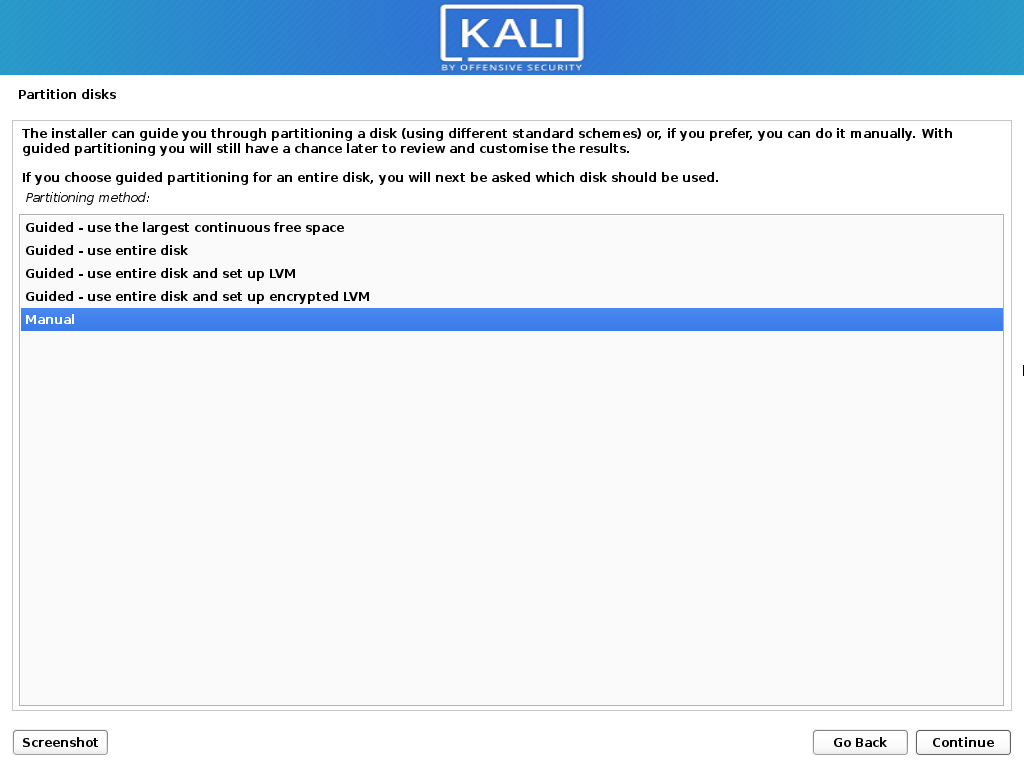 KALI
BY OFFENSIVE SECURITY
Partition disks
The installer can guide you through partitioning a disk (using different standard schemes) or, if you prefer, you can do it manually. With
guided partitioning you will still have a chance later to review and customise the results.
If you choose guided partitioning for an entire disk, you will next be asked which disk should be used.
Partitioning method:
Guided - use the largest continuous free space
Guided - use entire disk
Guided - use entire disk and set up LVM
Guided - use entire disk and set up encrypted LVM
Manual
Screenshot
Go Back
Continue